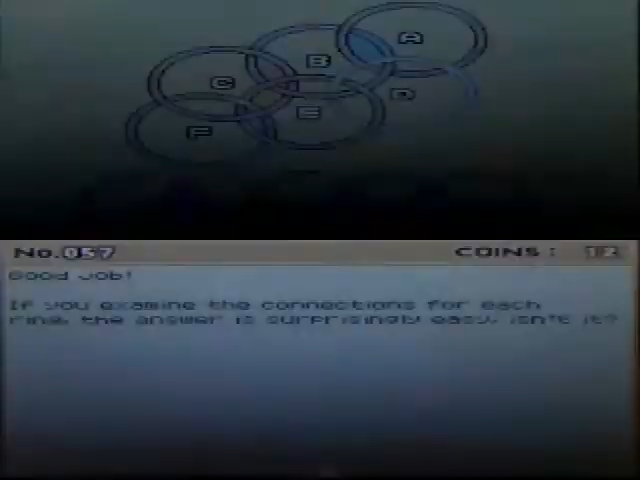 A
B
C
D
E
F
No.057 COINS: 12
Good job!
If you examine the connections for each
ring, the answer is surprisingly easy, isn't it?